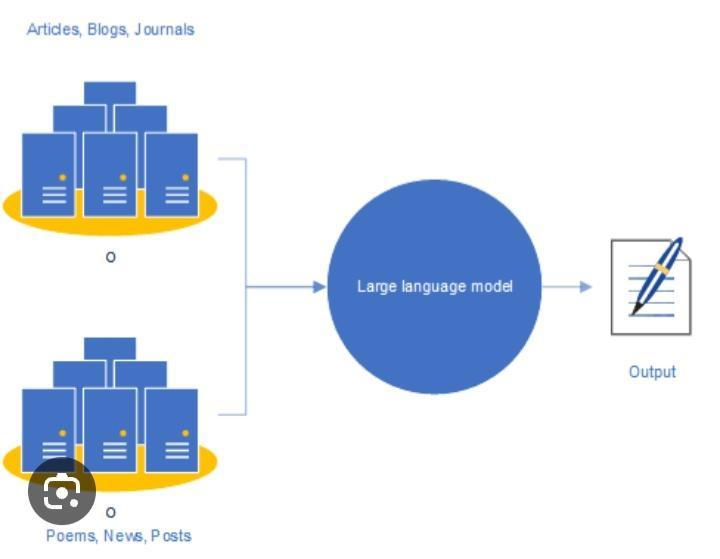 Articles, Blogs, Journals
o
Large language model
Output
o
Poems, News, Posts